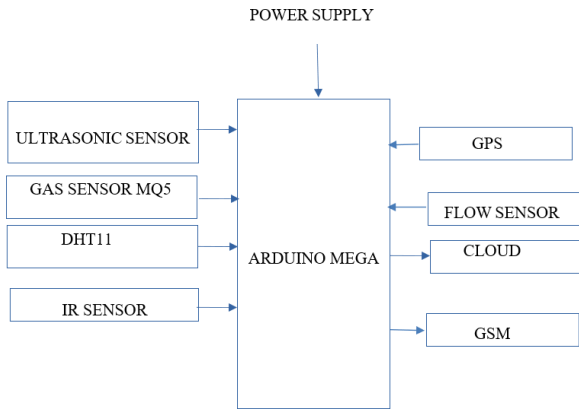 POWER SUPPLY
ULTRASONIC SENSOR
GAS SENSOR MQ5
DHT11
IR SENSOR
ARDUINO MEGA
GPS
FLOW SENSOR
CLOUD
GSM